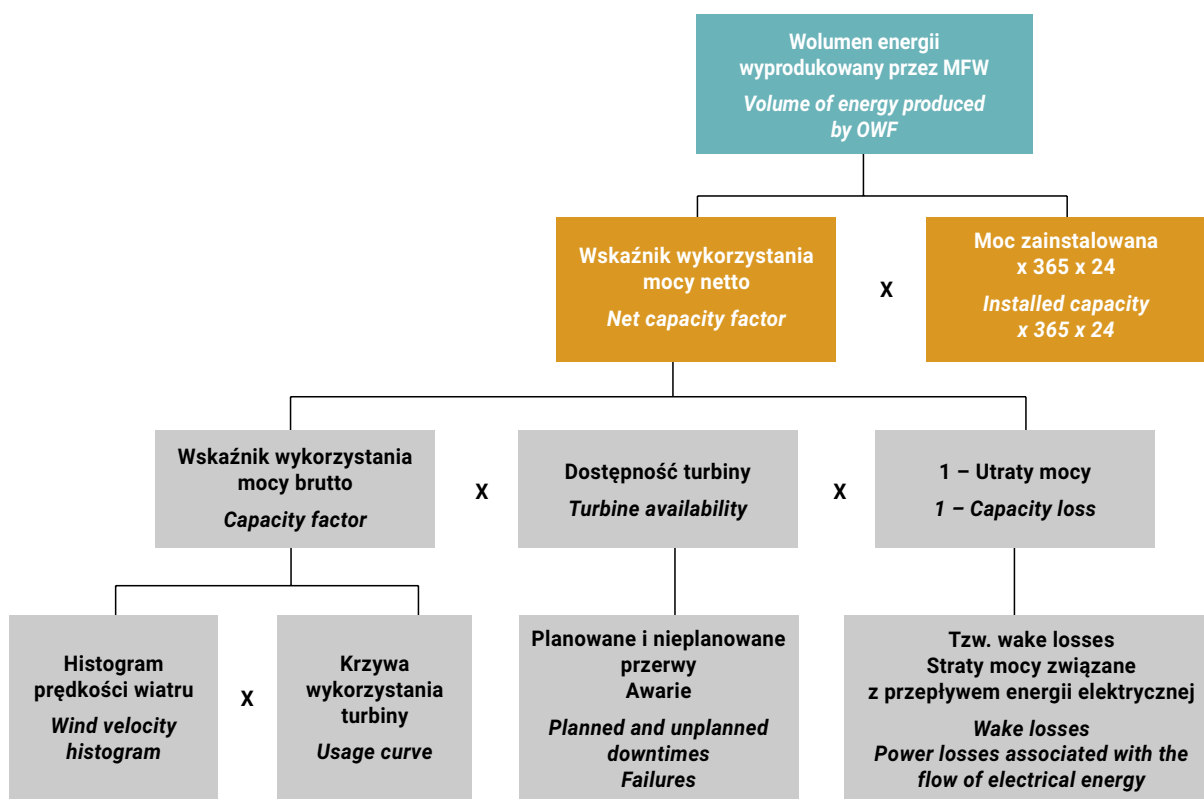 Wolumen energii
wyprodukowany przez MFW
Volume of energy produced
by OWF
Wskaźnik wykorzystania
mocy netto
Net capacity factor
X
Moc zainstalowana
x 365 x 24
Installed capacity
x 365 x 24
Wskaźnik wykorzystania
mocy brutto
Capacity factor
X
Dostępność turbiny
Turbine availability
X
1 – Utraty mocy
1 – Capacity loss
Histogram
prędkości wiatru
Wind velocity
histogram
X
Krzywa
wykorzystania
turbiny
Usage curve
Planowane i nieplanowane
przerwy
Awarie
Planned and unplanned
downtimes
Failures
Tzw. wake losses
Straty mocy związane
z przepływem energii elektrycznej
Wake losses
Power losses associated with the
flow of electrical energy